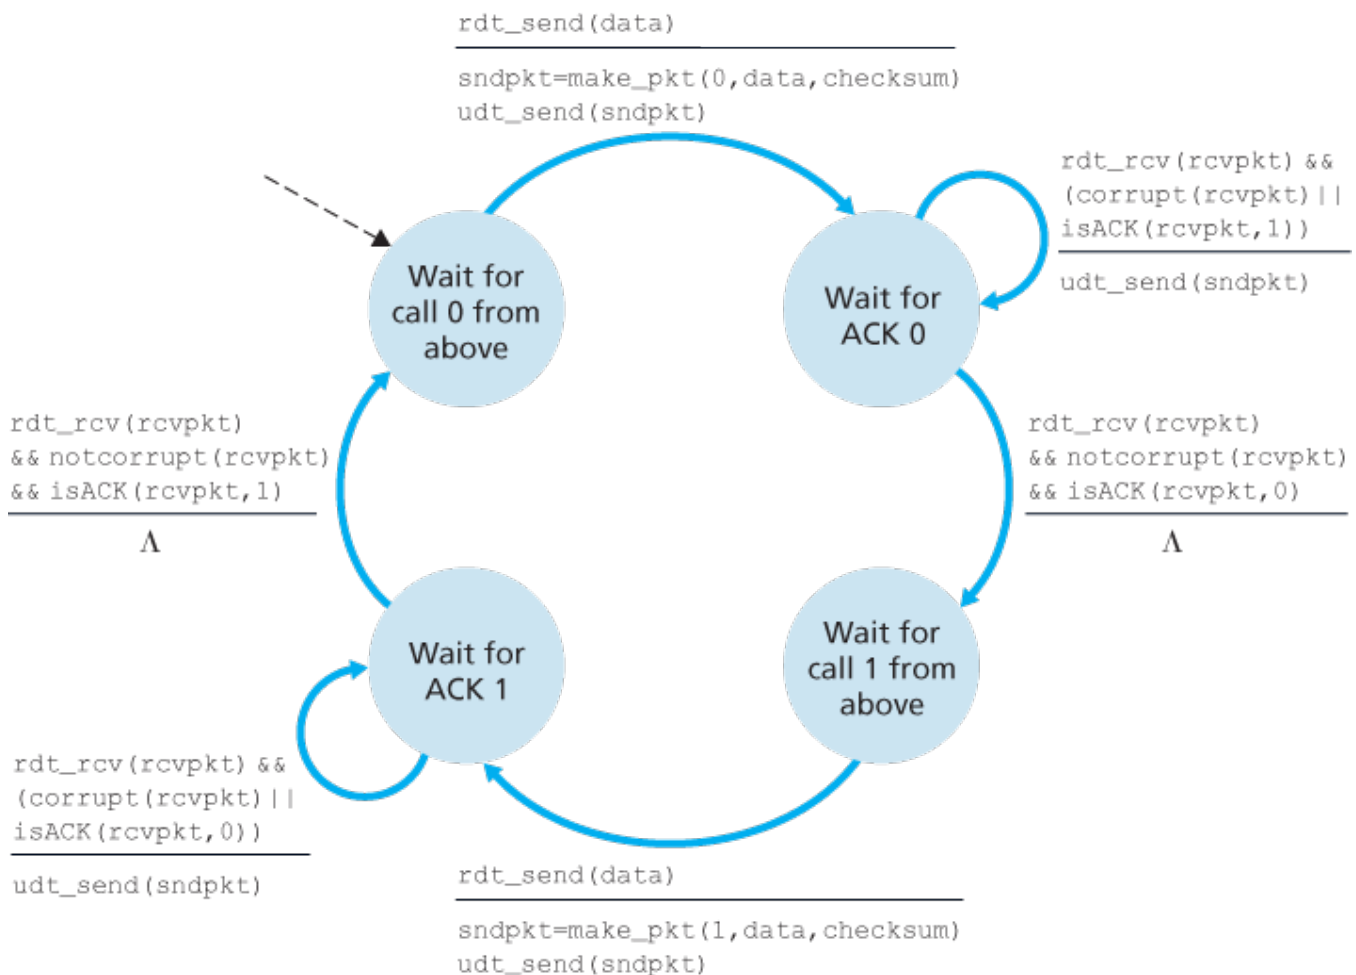 rdt_send(data)
sndpkt=make_pkt(0,data,checksum)
udt_send(sndpkt)
rdt_rcv(rcvpkt) &&
(corrupt(rcvpkt)||
isACK(rcvpkt,1))
udt_send(sndpkt)
Wait for
call 0 from
above
Wait for
ACK 0
rdt_rcv(rcvpkt)
&& notcorrupt(rcvpkt)
&& isACK(rcvpkt,1)
Λ
rdt_rcv(rcvpkt)
&& notcorrupt(rcvpkt)
&& isACK(rcvpkt,0)
Λ
Wait for
ACK 1
Wait for
call 1 from
above
rdt_rcv(rcvpkt) &&
(corrupt(rcvpkt)||
isACK(rcvpkt,0))
udt_send(sndpkt)
rdt_send(data)
sndpkt=make_pkt(1,data,checksum)
udt_send(sndpkt)